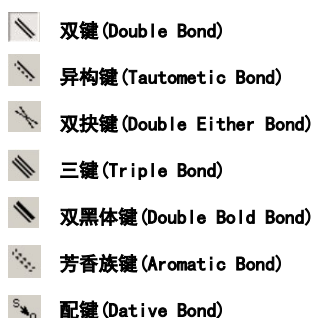 双键(Double Bond)
异构键(Tautometic Bond)
双抉键(Double Either Bond)
三键(Triple Bond)
双黑体键(Double Bold Bond)
芳香族键(Aromatic Bond)
S O
配键(Dative Bond)